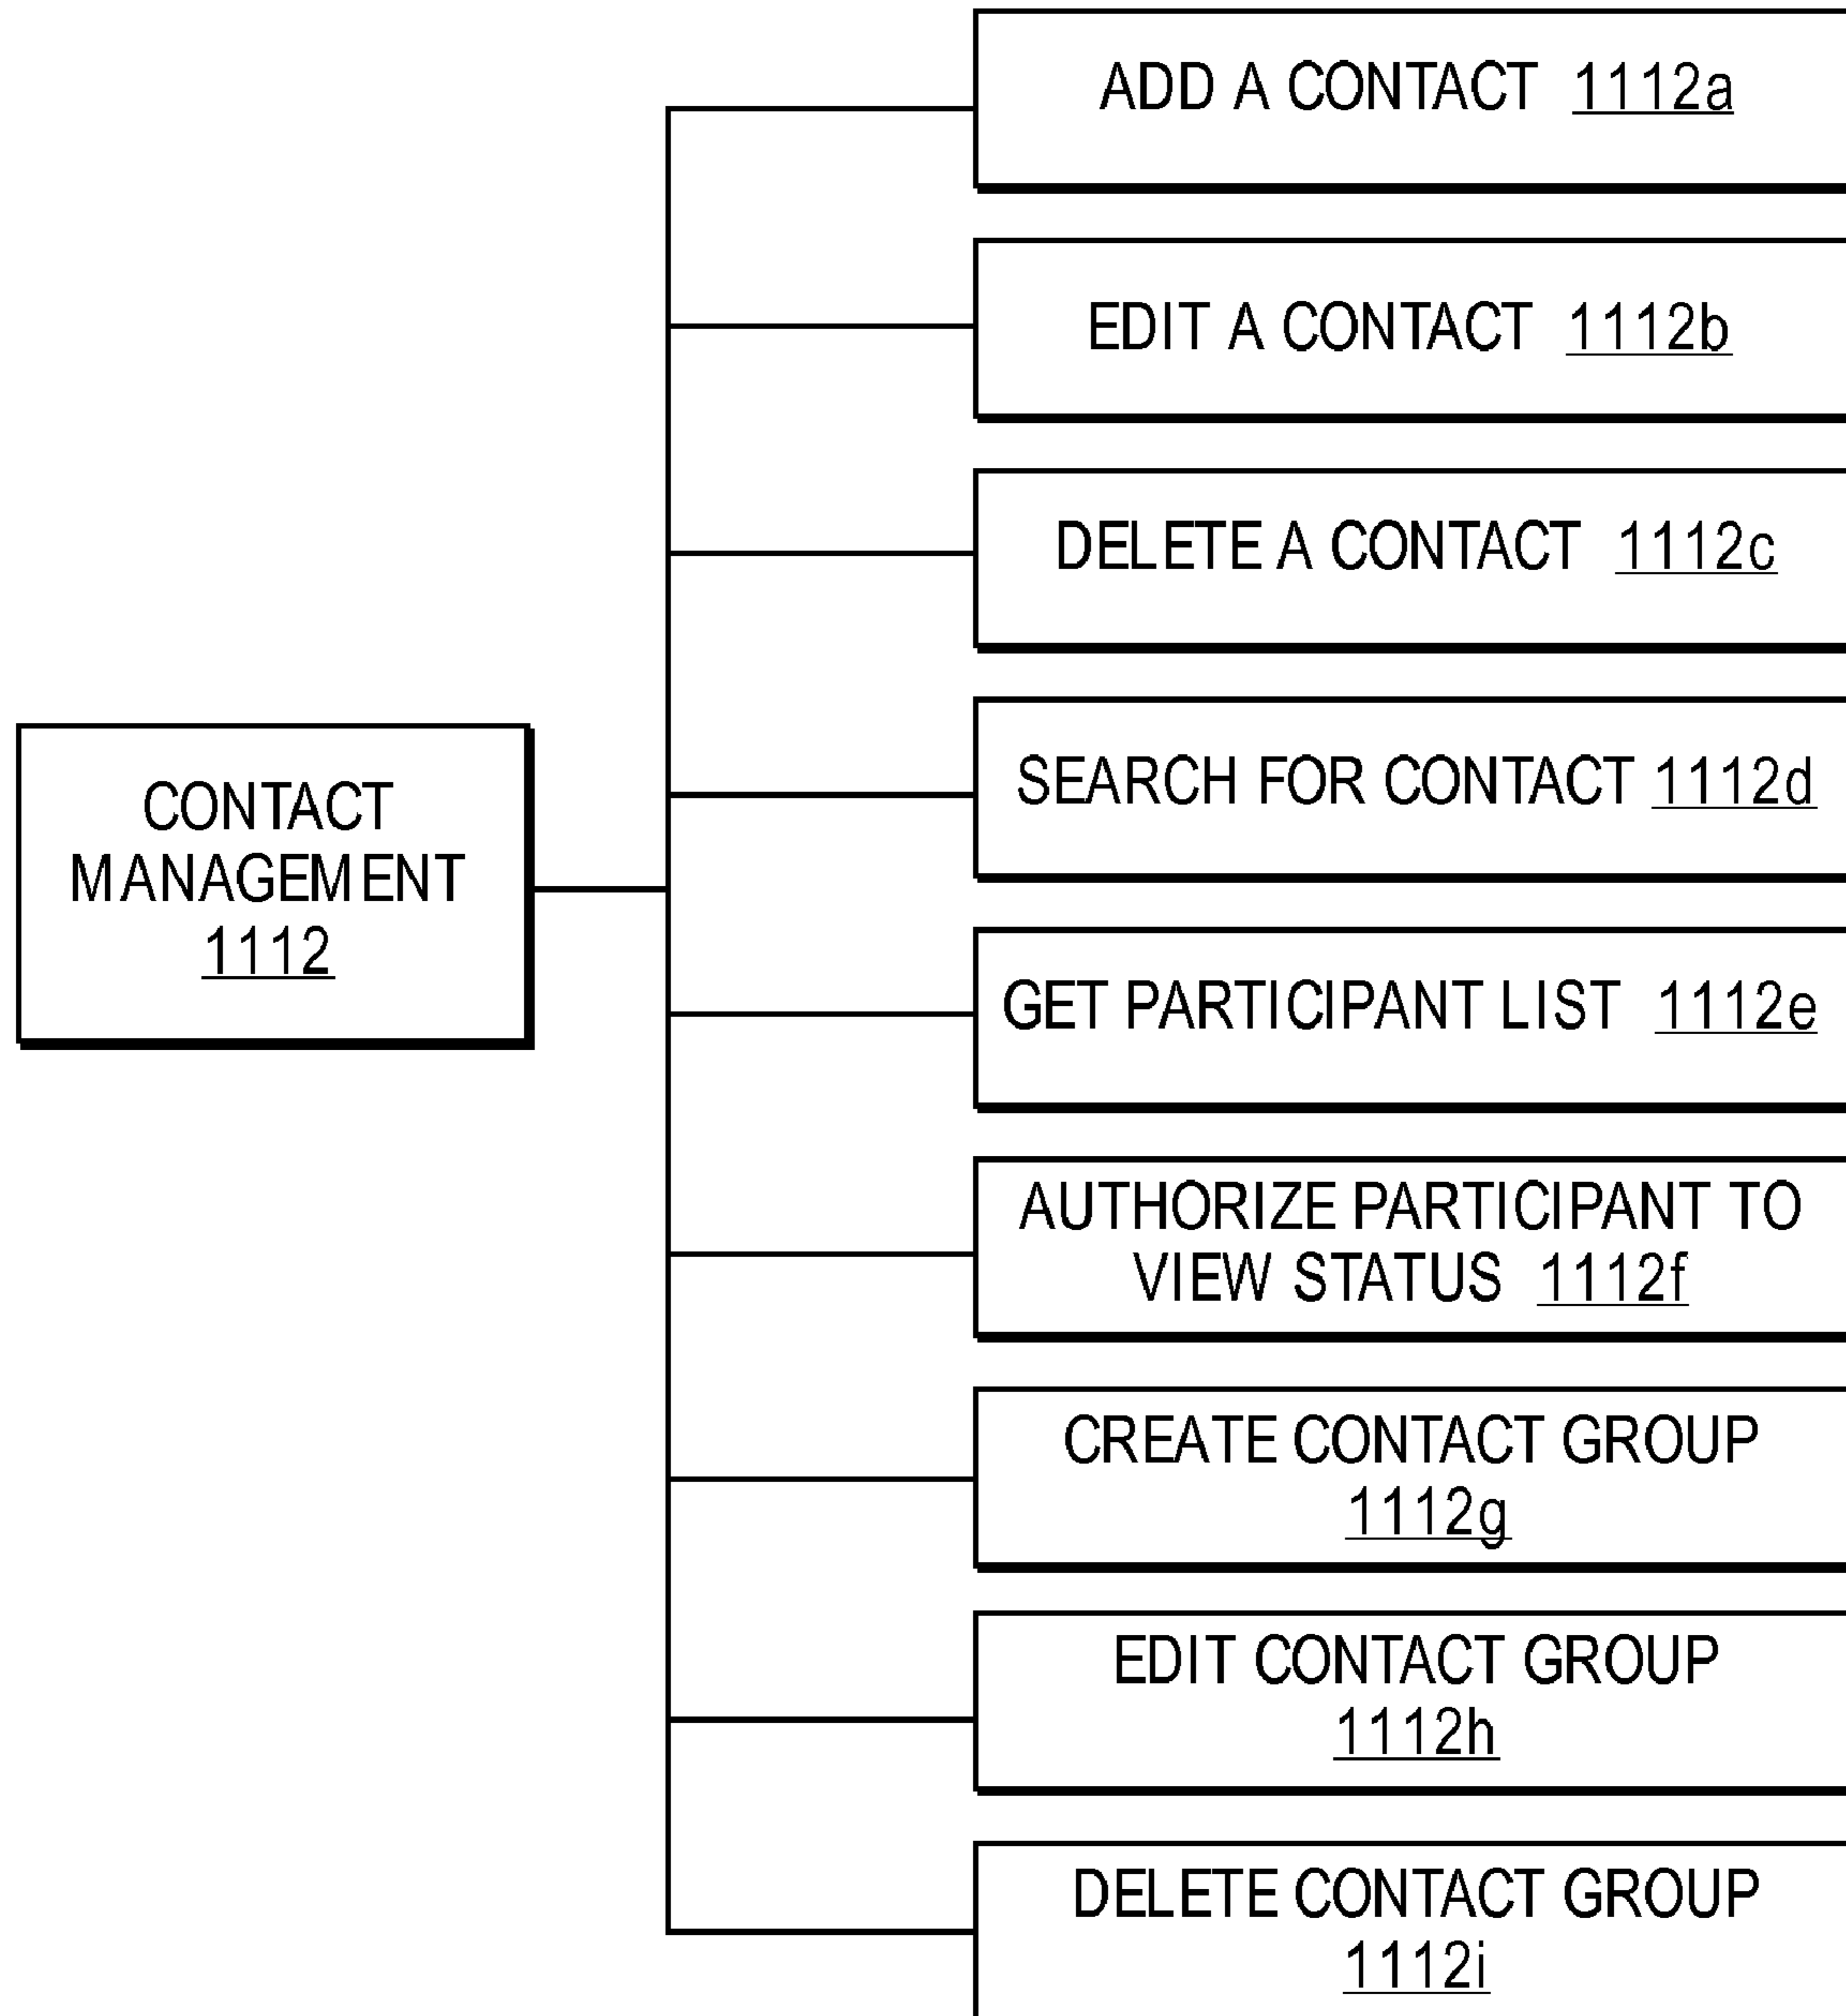 ADD A CONTACT 1112a
EDIT A CONTACT 1112b
DELETE A CONTACT 1112c
SEARCH FOR CONTACT 1112d
CONTACT
MANAGEMENT
1112
GET PARTICIPANT LIST 1112e
AUTHORIZE PARTICIPANT TO
VIEW STATUS 1112f
CREATE CONTACT GROUP
1112g
EDIT CONTACT GROUP
1112h
DELETE CONTACT GROUP
1112i